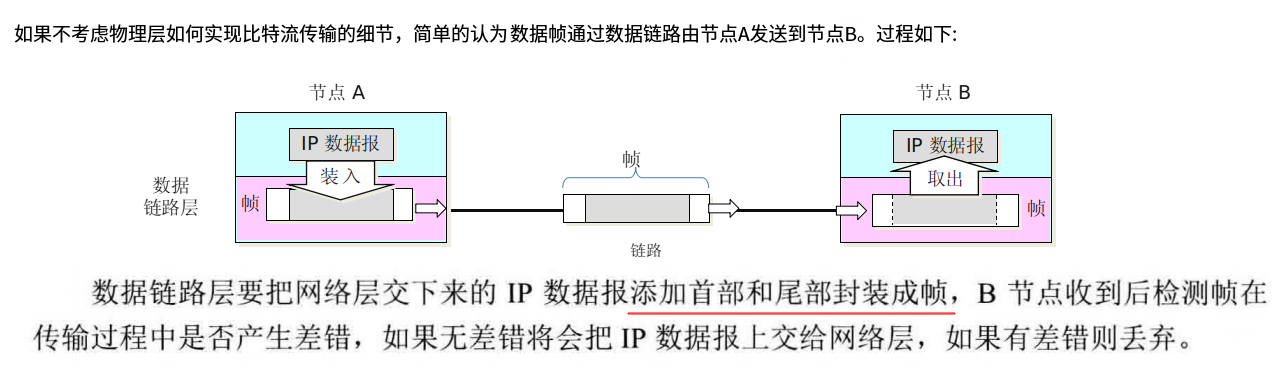 如果不考虑物理层如何实现比特流传输的细节，简单的认为数据帧通过数据链路由节点A发送到节点B。过程如下:
节点 A
节点 B
IP 数据报
IP 数据报
装入
帧
取出
数据
链路层
帧
帧
链路
数据链路层要把网络层交下来的 IP 数据报添加首部和尾部封装成帧，B 节点收到后检测帧在
传输过程中是否产生差错，如果无差错将会把 IP 数据报上交给网络层，如果有差错则丢弃。